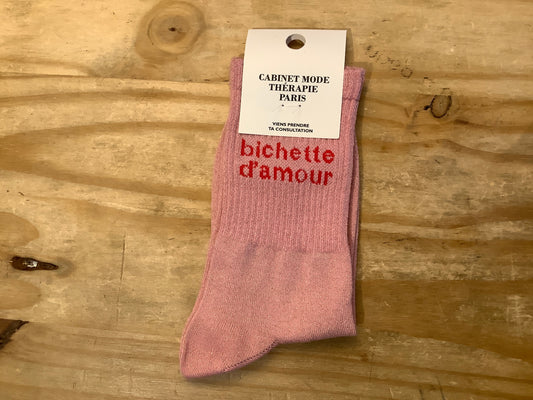 CABINET MODE
THÉRAPIE
PARIS
VIENS PRENDRE
TA CONSULTATION
bichette
d'amour